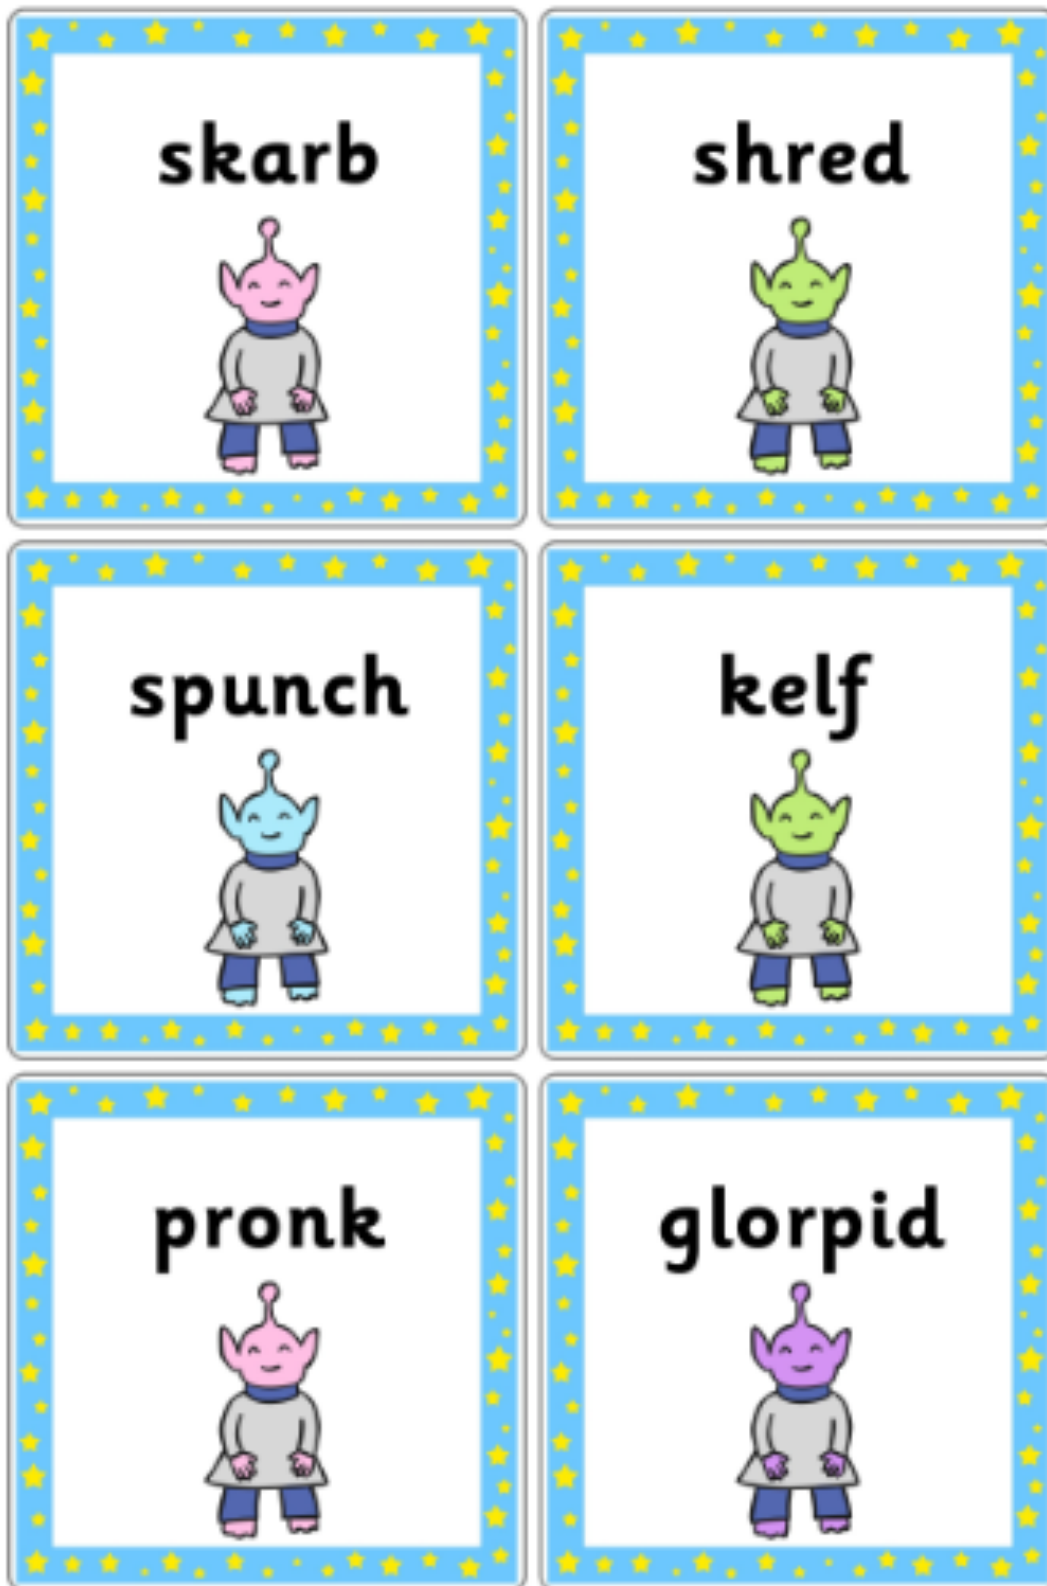 skarb
shred
spunch
kelf
pronk
glorpid